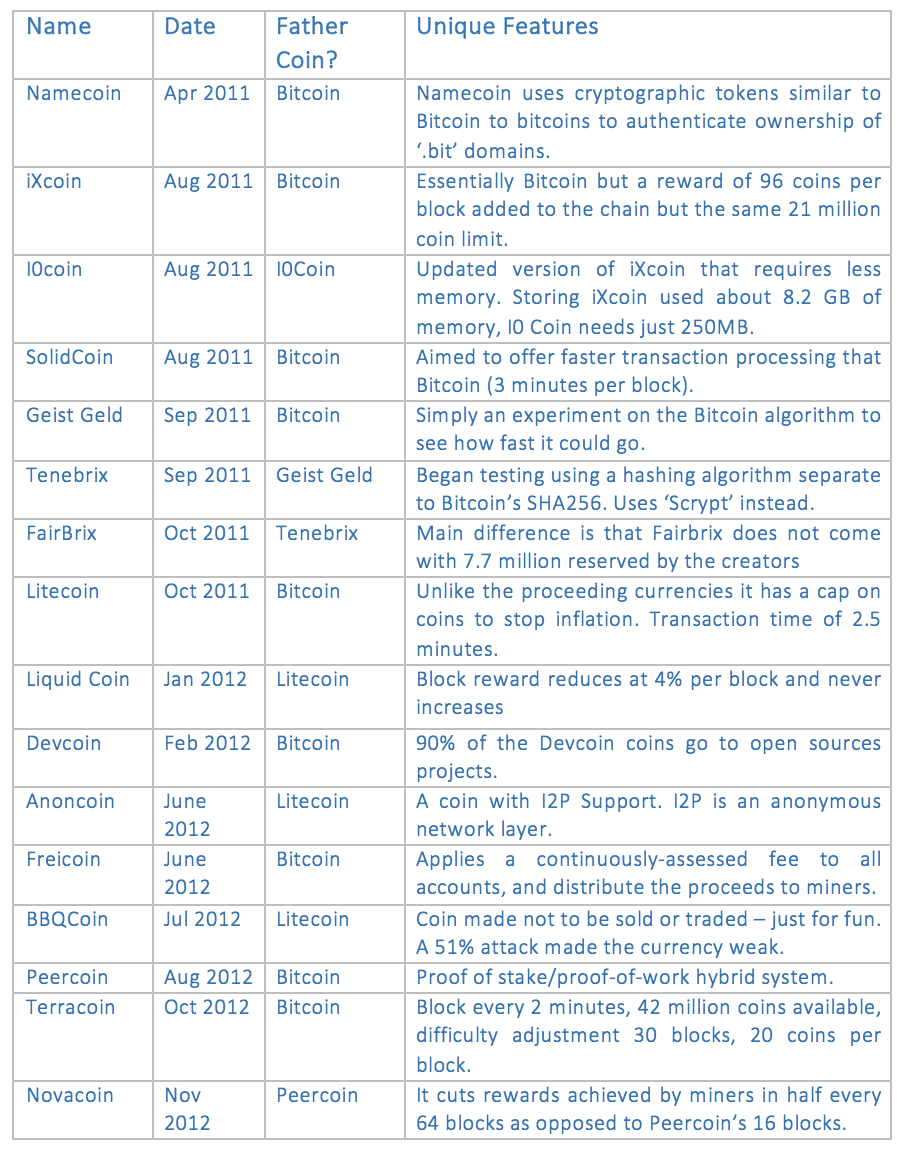 Name Date Father Unique Features
Coin?
Namecoin Apr 2011 Bitcoin Namecoin uses cryptographic tokens similar to
Bitcoin to bitcoins to authenticate ownership of
‘.bit’ domains.
iXcoin Aug 2011 Bitcoin Essentially Bitcoin but a reward of 96 coins per
block added to the chain but the same 21 million
coin limit.
I0coin Aug 2011 I0Coin Updated version of iXcoin that requires less
memory. Storing iXcoin used about 8.2 GB of
memory, I0 Coin needs just 250MB.
SolidCoin Aug 2011 Bitcoin Aimed to offer faster transaction processing that
Bitcoin (3 minutes per block).
Geist Geld Sep 2011 Bitcoin Simply an experiment on the Bitcoin algorithm to
see how fast it could go.
Tenebrix Sep 2011 Geist Geld Began testing using a hashing algorithm separate
to Bitcoin’s SHA256. Uses ‘Scrypt’ instead.
FairBrix Oct 2011 Tenebrix Main difference is that Fairbrix does not come
with 7.7 million reserved by the creators
Litecoin Oct 2011 Bitcoin Unlike the proceeding currencies it has a cap on
coins to stop inflation. Transaction time of 2.5
minutes.
Liquid Coin Jan 2012 Litecoin Block reward reduces at 4% per block and never
increases
Devcoin Feb 2012 Bitcoin 90% of the Devcoin coins go to open sources
projects.
Anoncoin June Litecoin A coin with I2P Support. I2P is an anonymous
2012 network layer.
Freicoin June Bitcoin Applies a continuously-assessed fee to all
2012 accounts, and distribute the proceeds to miners.
BBQCoin Jul 2012 Litecoin Coin made not to be sold or traded – just for fun.
A 51% attack made the currency weak.
Peercoin Aug 2012 Bitcoin Proof of stake/proof-of-work hybrid system.
Terracoin Oct 2012 Bitcoin Block every 2 minutes, 42 million coins available,
difficulty adjustment 30 blocks, 20 coins per
block.
Novacoin Nov Peercoin It cuts rewards achieved by miners in half every
2012 64 blocks as opposed to Peercoin’s 16 blocks.